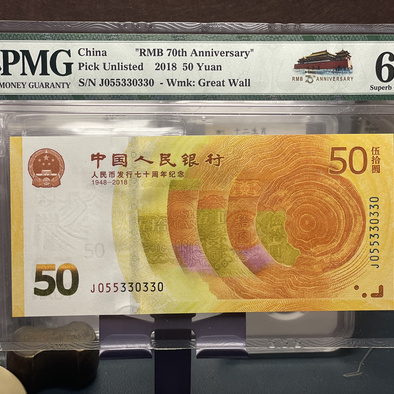 PMG
MONEY GUARANTY
China "RMB 70th Anniversary"
Pick Unlisted 2018 50 Yuan
S/N J055330330 - Wmk: Great Wall
RMB 70 ANNIVERSARY
6
Superb
中国人民银行
人民币发行七十周年纪念
1948-2018
50
伍拾圆
J055330330
50
50
J055330330